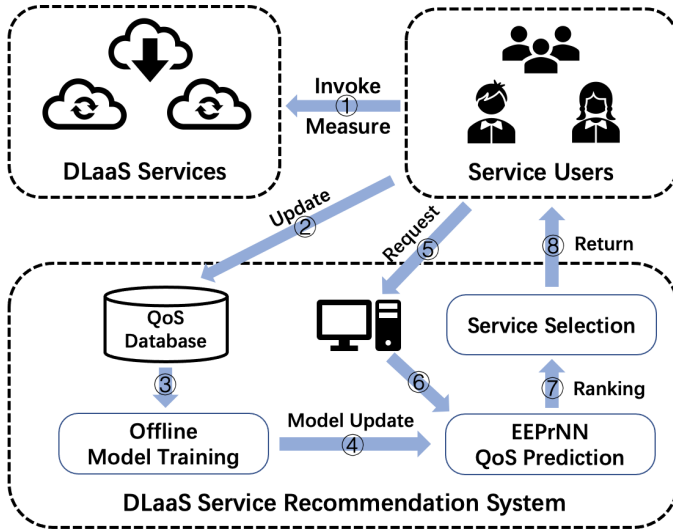 Invoke
①
Measure
DLaaS Services
Service Users
Update
②
Request
⑤
⑧ Return
QoS
Database
Service Selection
③
⑥
⑦ Ranking
Offline
Model Training
Model Update
④
EEPrNN
QoS Prediction
DLaaS Service Recommendation System